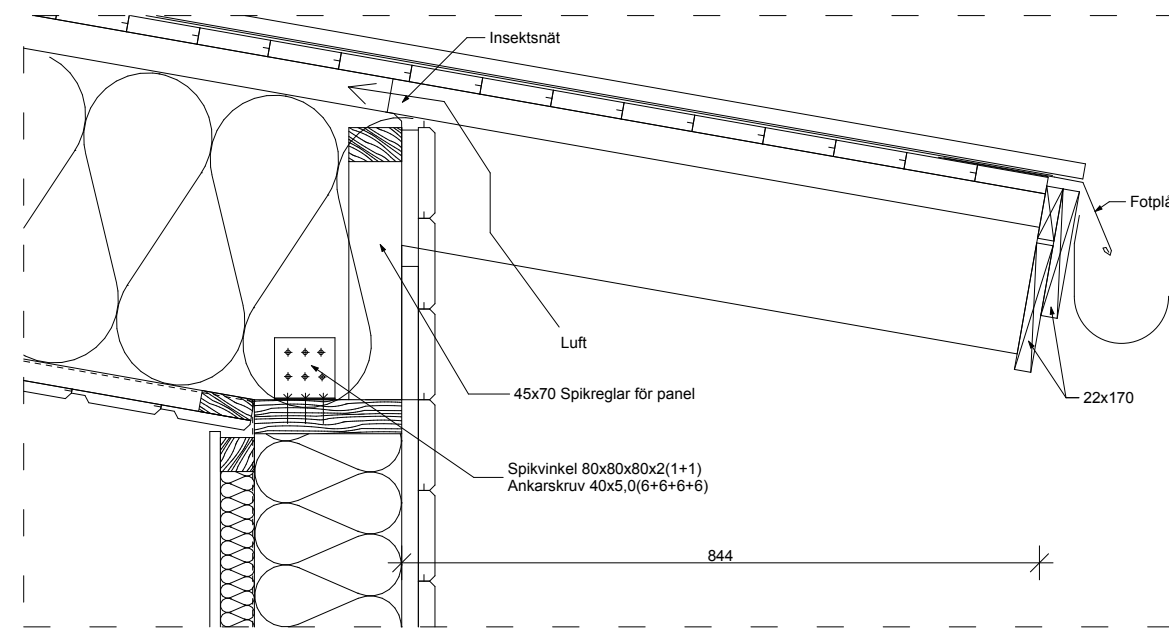 Insektsnät
Fotplå
Luft
45x70 Spikreglar för panel
22x170
Spikvinkel 80x80x80x2(1+1)
Ankarskruv 40x5,0(6+6+6+6)
844